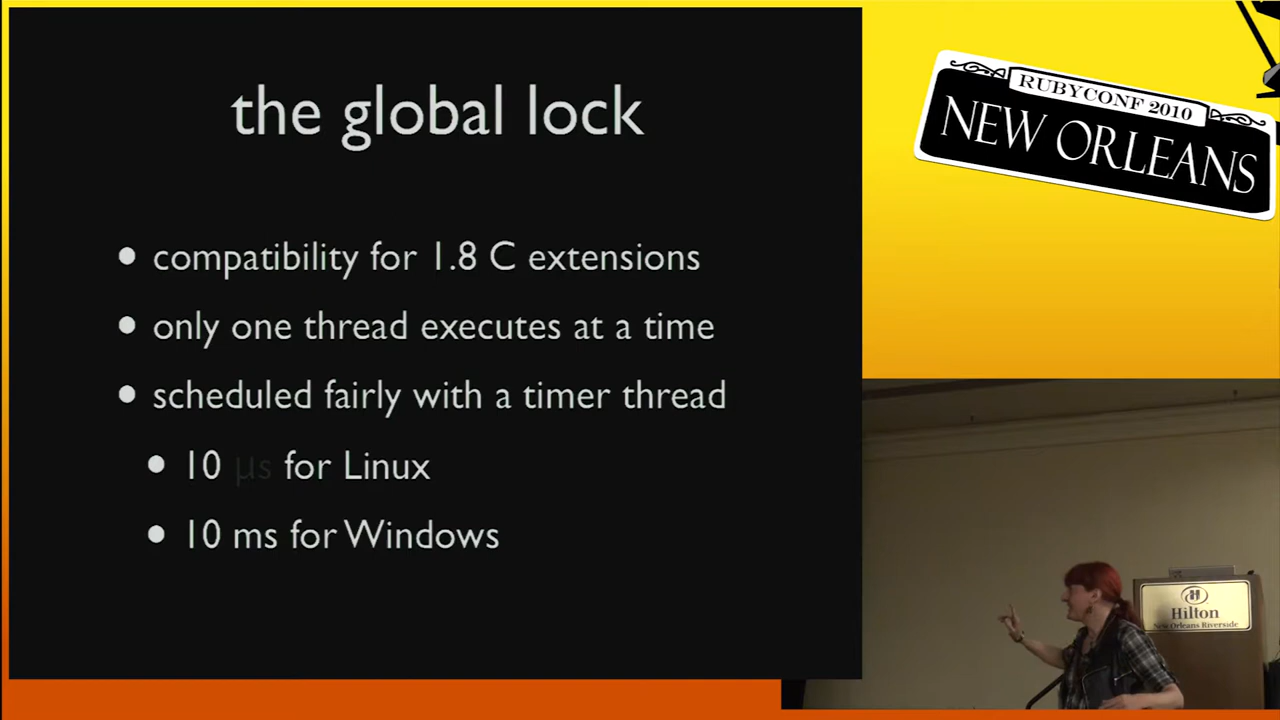 the global lock
• compatibility for 1.8 C extensions
• only one thread executes at a time
• scheduled fairly with a timer thread
• 10 µs for Linux
• 10 ms for Windows
RUBYCONF 2010
NEW ORLEANS
Hilton
New Orleans Riverside